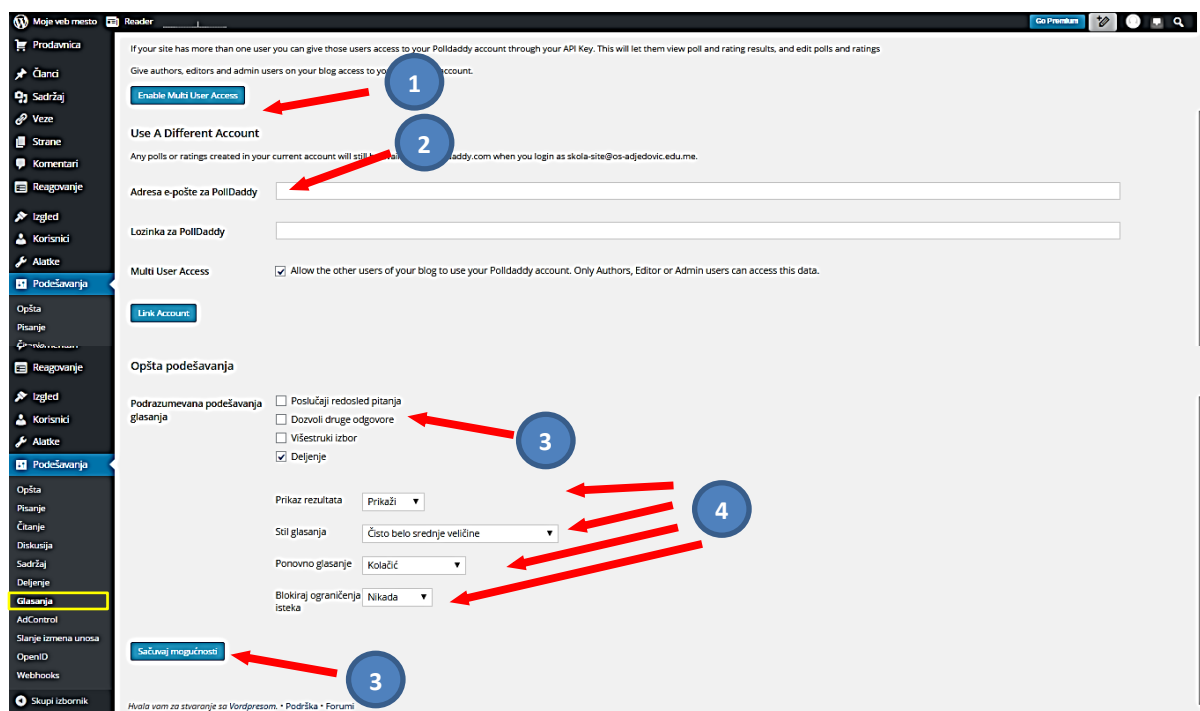 Moje veb mesto Reader Go Premium
Prodavnica
Članci
Sadržaj
Veze
Strane
Komentari
Reagovanje
Izgled
Korisnici
Alatke
Podešavanja
Opšta
Pisanje
Reagovanje
Izgled
Korisnici
Alatke
Podešavanja
Opšta
Pisanje
Čitanje
Diskusija
Sadržaj
Deljenje
Glasanja
AdControl
Slanje izmena unosa
OpenID
Webhooks
Skupi izbornik
If your site has more than one user you can give those users access to your Polldaddy account through your API Key. This will let them view poll and rating results, and edit polls and ratings
Give authors, editors and admin users on your blog access to account.
1
Enable Multi User Access
Use A Different Account
2
Any polls or ratings created in your current account will still when you login as skola-site@os-adjedovic.edu.me.
Adresa e-pošte za PollDaddy
Lozinka za PollDaddy
Multi User Access Allow the other users of your blog to use your Polldaddy account. Only Authors, Editor or Admin users can access this data.
Link Account
Opšta podešavanja
Podrazumevana podešavanja glasanja
Poslučaji redosled pitanja
Dozvoli druge odgovore
Višestruki izbor
Deljenje
3
Prikaz rezultata Prikaži
4
Stil glasanja Čisto belo srednje veličine
Ponovno glasanje Kolačić
Blokiraj ograničenja isteka Nikada
Sačuvaj mogućnosti
3
Hvala vam za stvaranje sa Vordpresom. • Podrška • Forumi